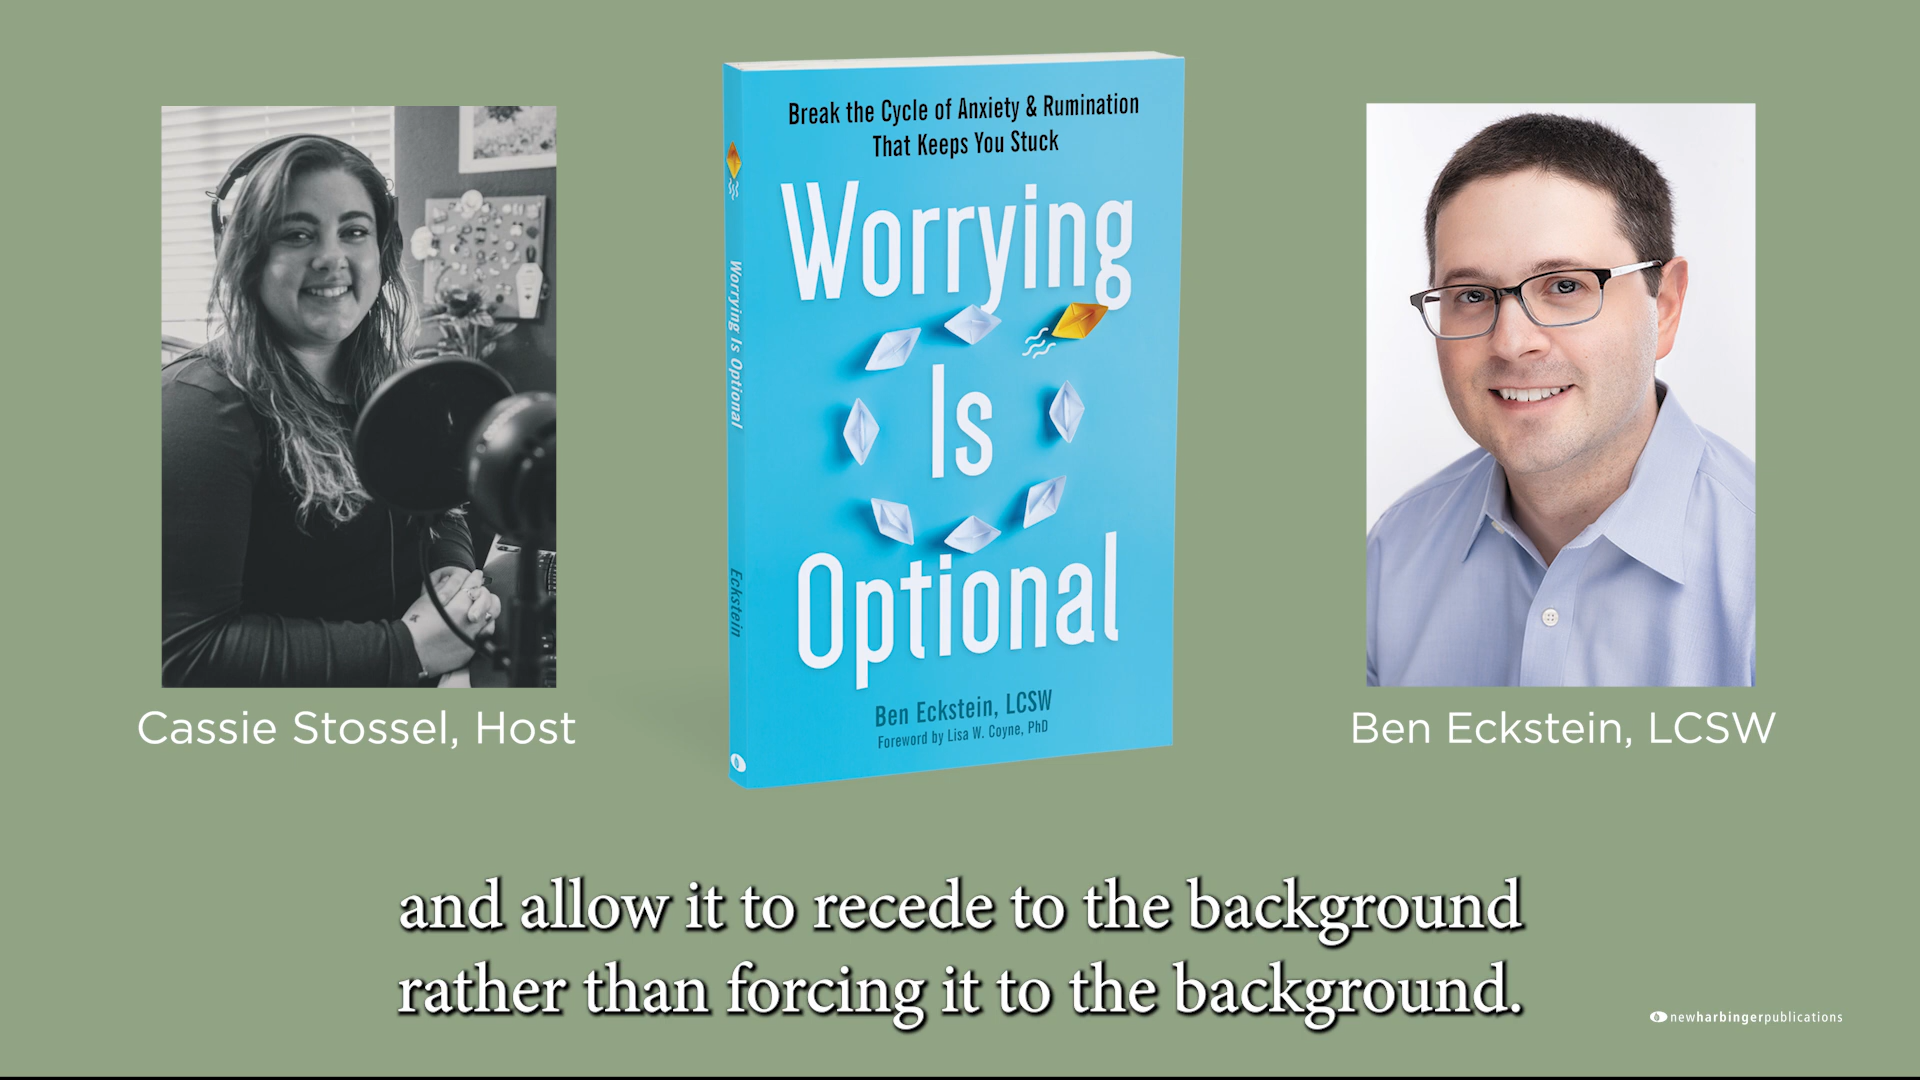 Break the Cycle of Anxiety & Rumination
That Keeps You Stuck
Worrying
Is
Optional
Ben Eckstein, LCSW
Foreword by Lisa W. Coyne, PhD
Worrying Is Optional
Eckstein
Cassie Stossel, Host
Ben Eckstein, LCSW
and allow it to recede to the background
rather than forcing it to the background.
newharbingerpublications